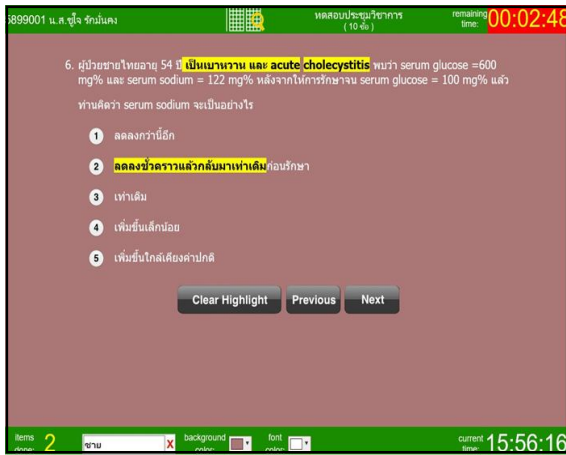 5899001 น.ส.ชูใจ รักมั่นคง
ทดสอบประชุมวิชาการ
( 10 ข้อ )
remaining
time: 00:02:48
6. ผู้ป่วยชายไทยอายุ 54 ปี เป็นเบาหวาน และ acute cholecystitis พบว่า serum glucose =600
mg% และ serum sodium = 122 mg% หลังจากให้การรักษาจน serum glucose = 100 mg% แล้ว
ท่านคิดว่า serum sodium จะเป็นอย่างไร
1 ลดลงกว่านี้อีก
2 ลดลงชั่วคราวแล้วกลับมาเท่าเดิมก่อนรักษา
3 เท่าเดิม
4 เพิ่มขึ้นเล็กน้อย
5 เพิ่มขึ้นใกล้เคียงค่าปกติ
Clear Highlight Previous Next
items
done: 2
ชาย X
background
color:
font
color:
current
time: 15:56:16